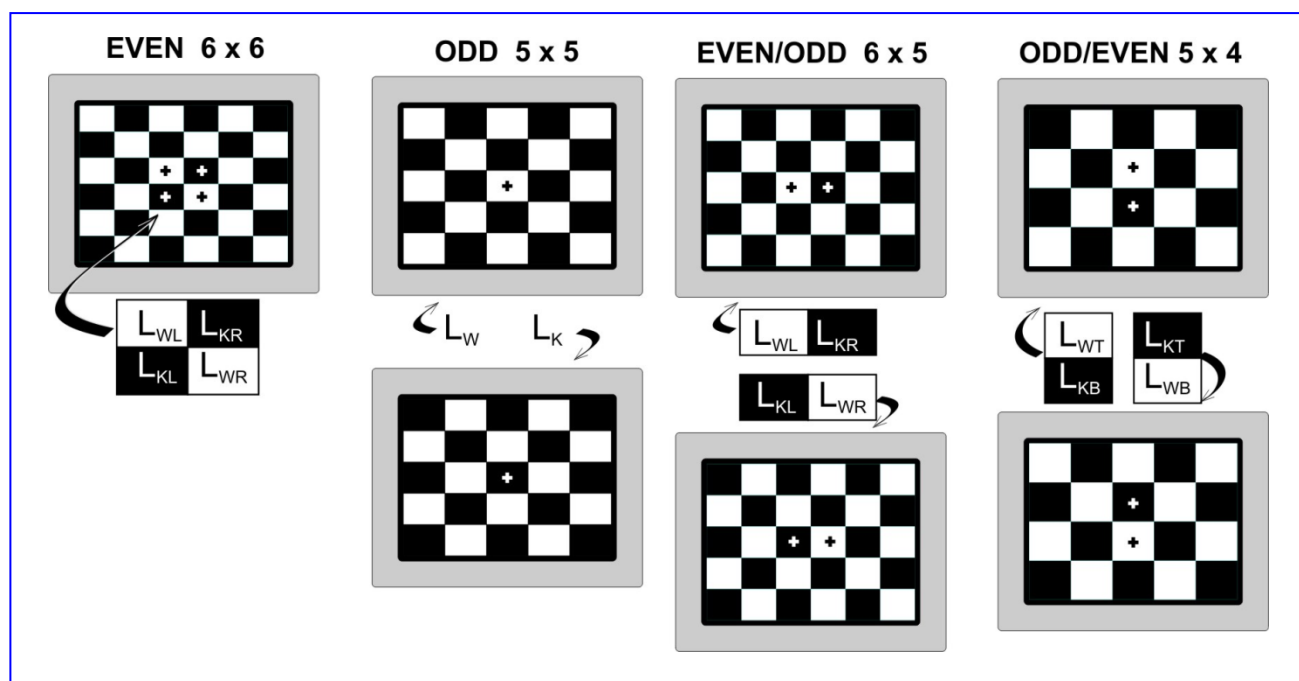 EVEN 6 x 6
ODD 5 x 5
EVEN/ODD 6 x 5
ODD/EVEN 5 x 4
LWL LKR
LKL LWR
LW LK
LWL LKR
LKL LWR
LWT
LKB
LKT
LWB